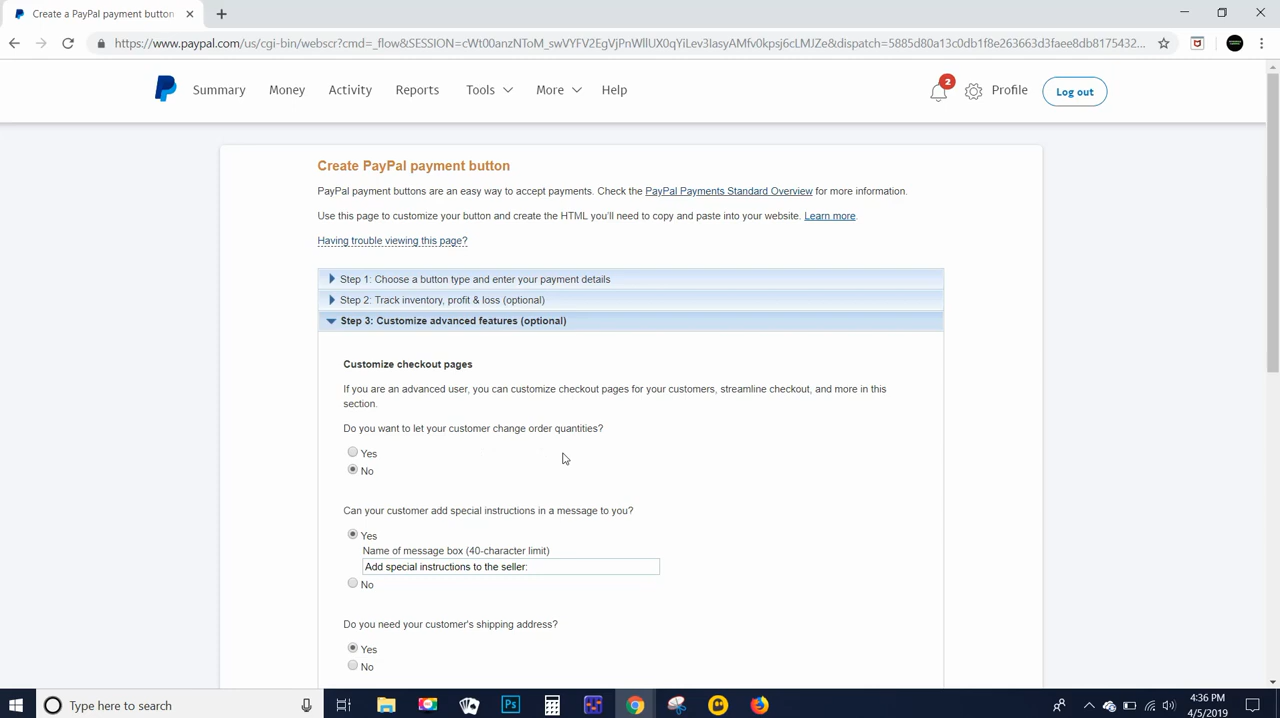 Create a PayPal payment button
https://www.paypal.com/us/cgi-bin/webscr?cmd=_flow&SESSION=cWt00anzNToM_swVYFV2EgVjPnWllUX0qYiLev3IasyAMfv0kpsj6cLMJZe&dispatch=5885d80a13c0db1f8e263663d3faee8db8175432...
Summary Money Activity Reports Tools More Help 2 Profile Log out
Create PayPal payment button
PayPal payment buttons are an easy way to accept payments. Check the PayPal Payments Standard Overview for more information.
Use this page to customize your button and create the HTML you'll need to copy and paste into your website. Learn more.
Having trouble viewing this page?
Step 1: Choose a button type and enter your payment details
Step 2: Track inventory, profit & loss (optional)
Step 3: Customize advanced features (optional)
Customize checkout pages
If you are an advanced user, you can customize checkout pages for your customers, streamline checkout, and more in this
section.
Do you want to let your customer change order quantities?
Yes
No
Can your customer add special instructions in a message to you?
Yes
Name of message box (40-character limit)
Add special instructions to the seller:
No
Do you need your customer's shipping address?
Yes
No
Type here to search
Ps
4:36 PM
4/5/2019